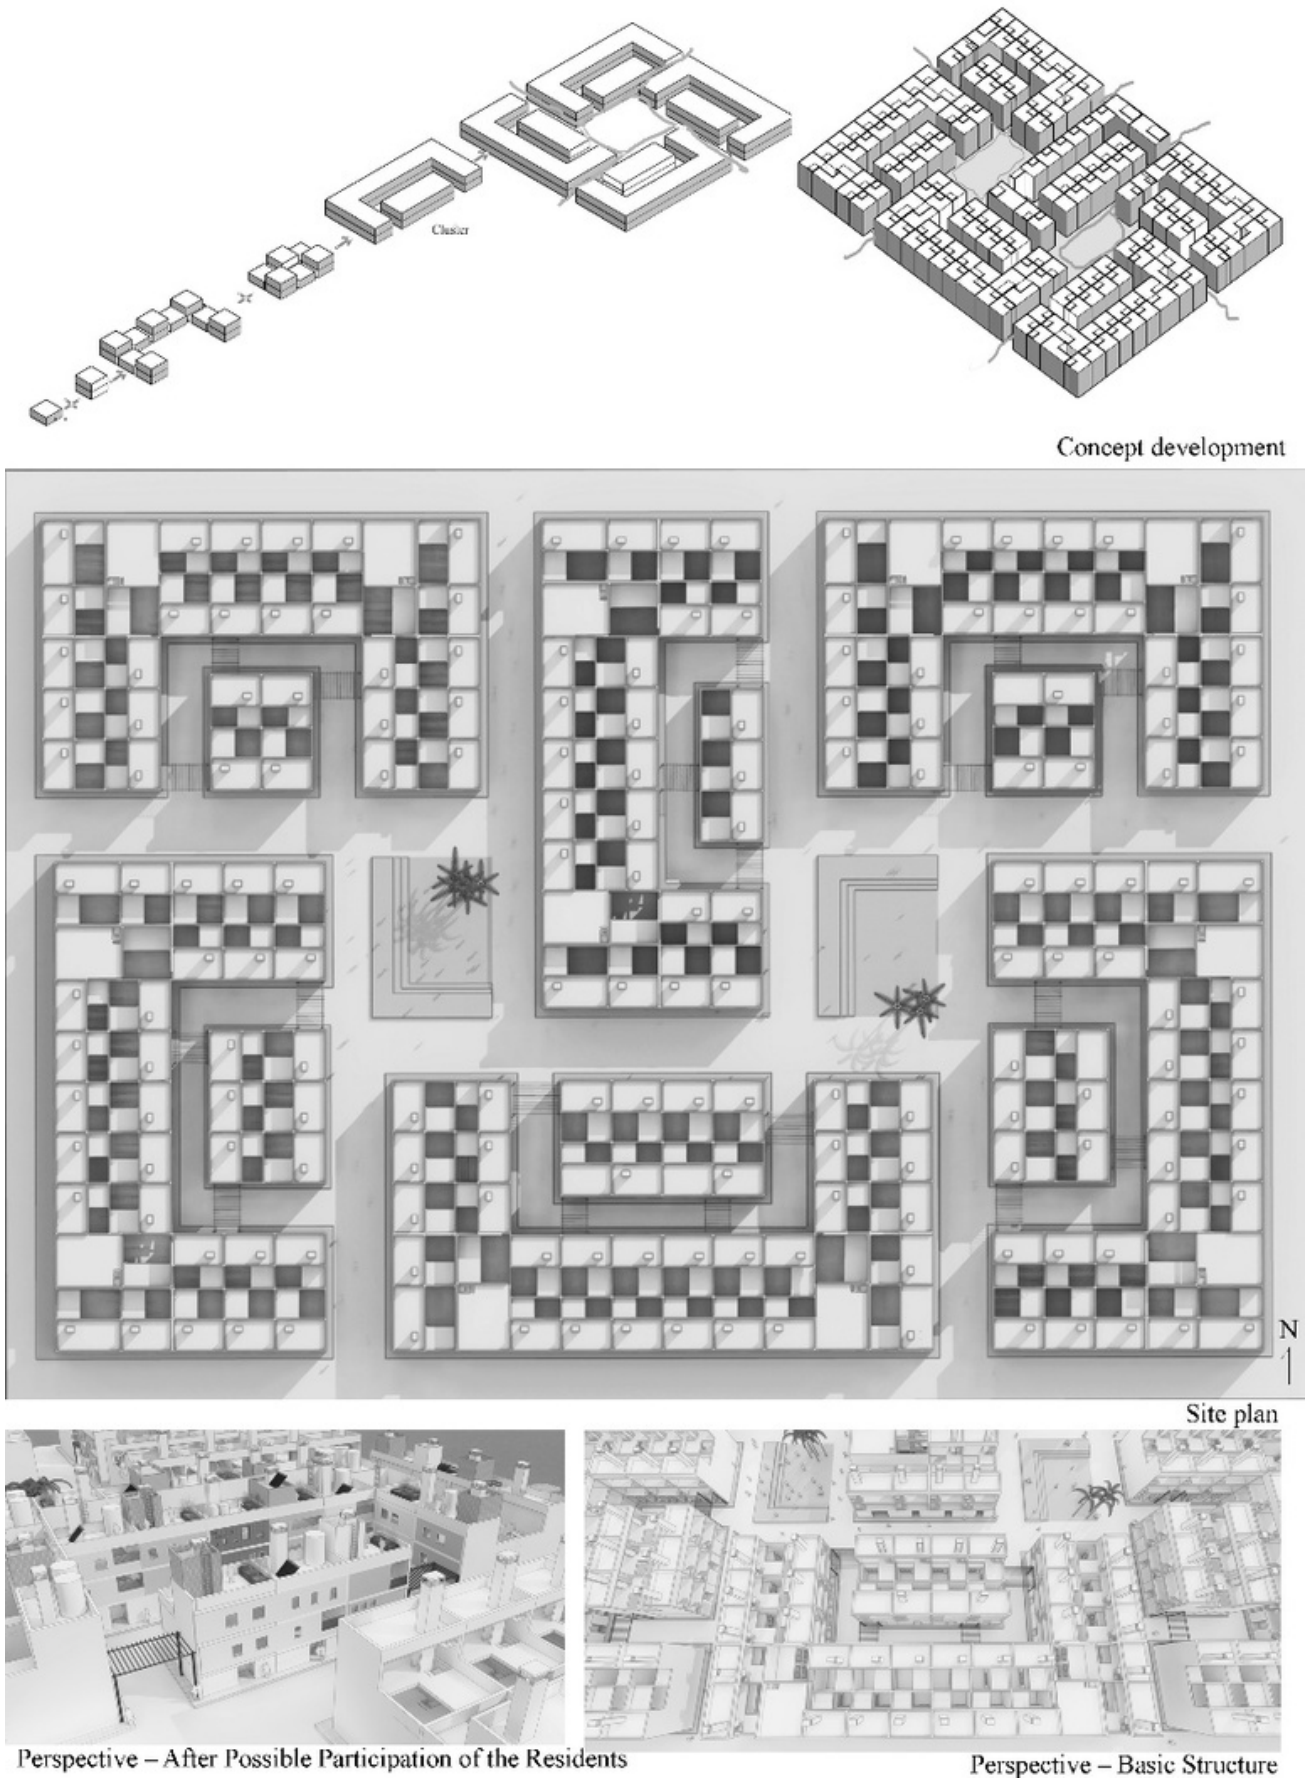 Cluster
Concept development
N
Site plan
Perspective – After Possible Participation of the Residents
Perspective – Basic Structure